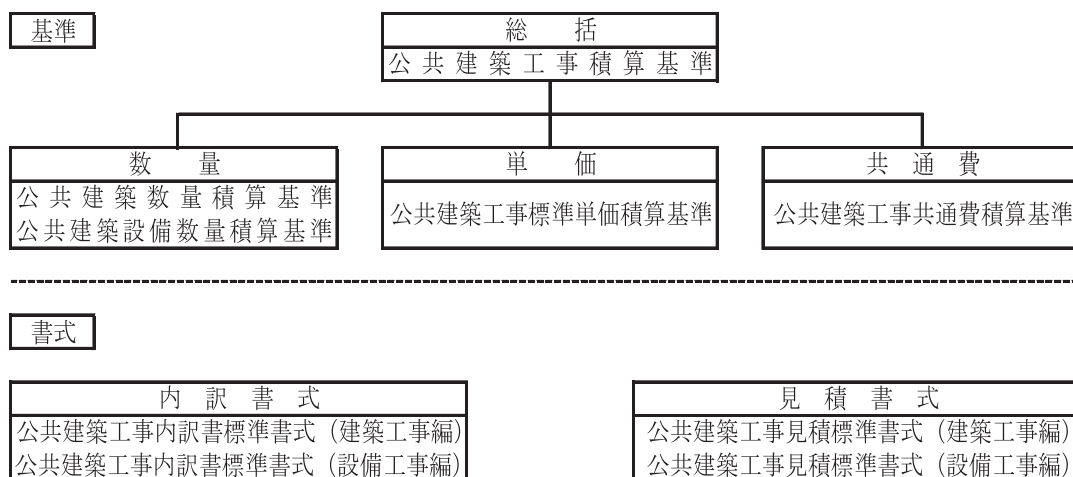 基準
総括
公共建築工事積算基準
数量
公共建築数量積算基準
公共建築設備数量積算基準
単価
公共建築工事標準単価積算基準
共通費
公共建築工事共通費積算基準
書式
内訳書式
公共建築工事内訳書標準書式（建築工事編）
公共建築工事内訳書標準書式（設備工事編）
見積書式
公共建築工事見積標準書式（建築工事編）
公共建築工事見積標準書式（設備工事編）